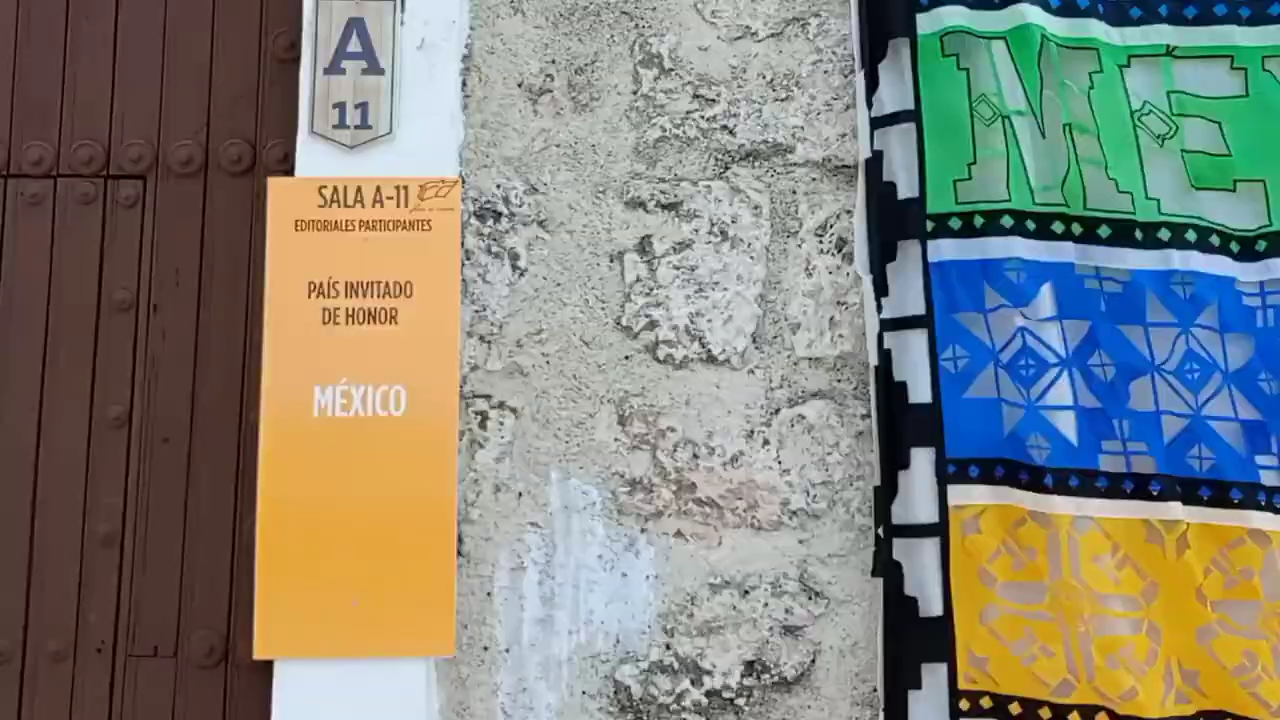 A
11
SALA A-11
EDITORIALES PARTICIPANTES
PAÍS INVITADO
DE HONOR
MÉXICO
ME